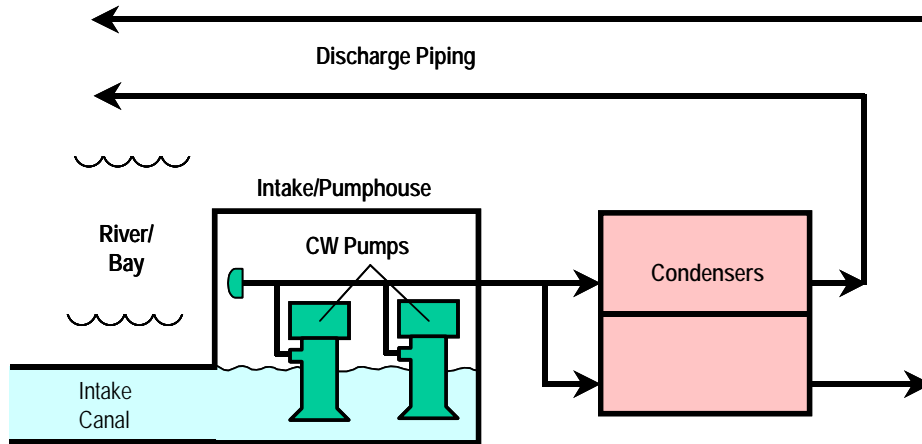 Discharge Piping
Intake/Pumphouse
CW Pumps
River/
Bay
Condensers
Intake
Canal